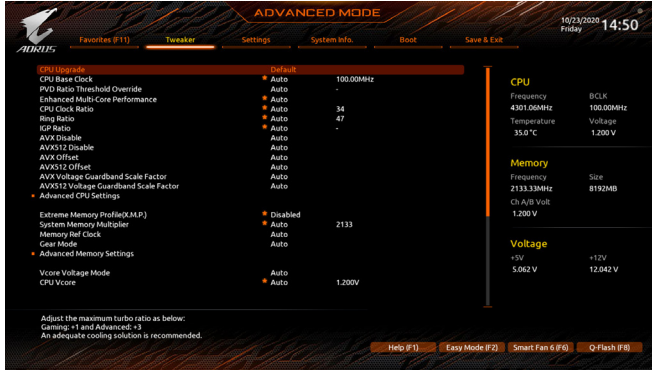 ADVANCED MODE
10/23/2020 Friday 14:50
AORUS
Favorites (F11) Tweaker Settings System Info. Boot Save & Exit
CPU Upgrade Default
CPU Base Clock Auto 100.00MHz
PVD Ratio Threshold Override Auto -
Enhanced Multi-Core Performance Auto
CPU Clock Ratio Auto 34
Ring Ratio Auto 47
IGP Ratio Auto -
AVX Disable Auto
AVX512 Disable Auto
AVX Offset Auto
AVX512 Offset Auto
AVX Voltage Guardband Scale Factor Auto
AVX512 Voltage Guardband Scale Factor Auto
Advanced CPU Settings
Extreme Memory Profile(X.M.P.) Disabled
System Memory Multiplier Auto 2133
Memory Ref Clock Auto
Gear Mode Auto
Advanced Memory Settings
Vcore Voltage Mode Auto
CPU Vcore Auto 1.200V
CPU
Frequency BCLK
4301.06MHz 100.00MHz
Temperature Voltage
35.0 °C 1.200 V
Memory
Frequency Size
2133.33MHz 8192MB
Ch A/B Volt
1.200 V
Voltage
+5V +12V
5.062 V 12.042 V
Adjust the maximum turbo ratio as below:
Gaming: +1 and Advanced: +3
An adequate cooling solution is recommended.
Help (F1) Easy Mode (F2) Smart Fan 6 (F6) Q-Flash (F8)